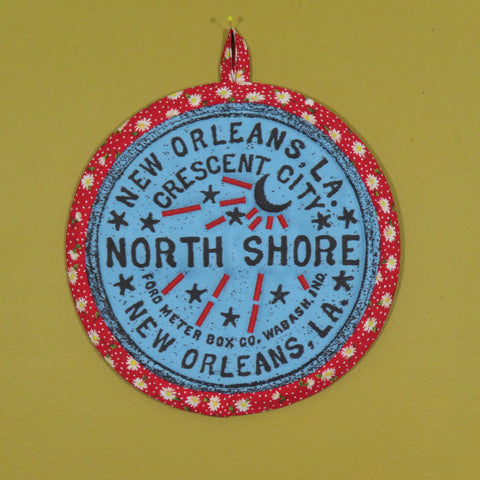 NEW ORLEANS, LA.
CRESCENT CITY
NORTH SHORE
FORD METER BOX CO. WABASH, IND.
NEW ORLEANS, LA.